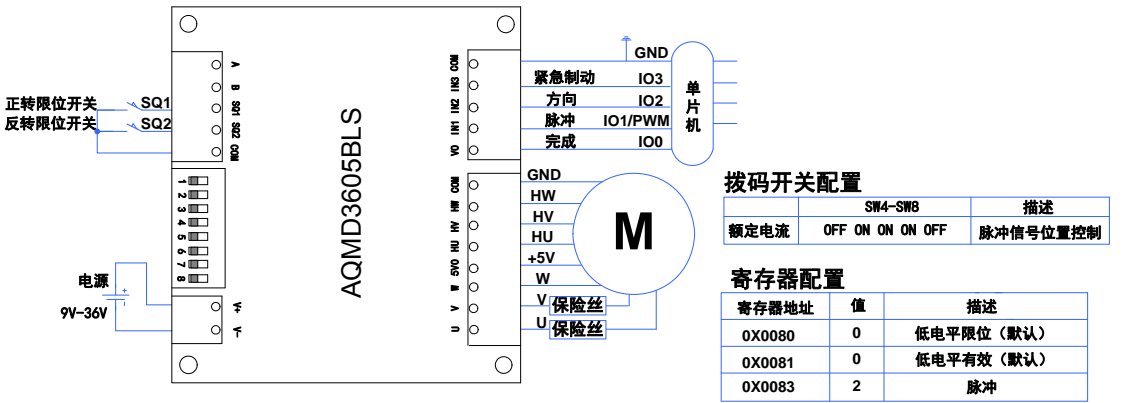 A
B
SQ1
SQ2
COM
正转限位开关
SQ1
反转限位开关
SQ2
1
2
3
4
5
6
7
8
电源
+
-
9V-36V
V+
V-
AQMD3605BLS
COM
IN3
IN2
IN1
VO
GND
紧急制动 IO3
方向 IO2
脉冲 IO1/PWM
完成 IO0
单片机
COM
HW
HV
HU
5VO
W
V
U
GND
HW
HV
HU
+5V
W
V 保险丝
U 保险丝
M
拨码开关配置
SW4-SW8 描述
额定电流 OFF ON ON ON OFF 脉冲信号位置控制
寄存器配置
寄存器地址 值 描述
0X0080 0 低电平限位（默认）
0X0081 0 低电平有效（默认）
0X0083 2 脉冲